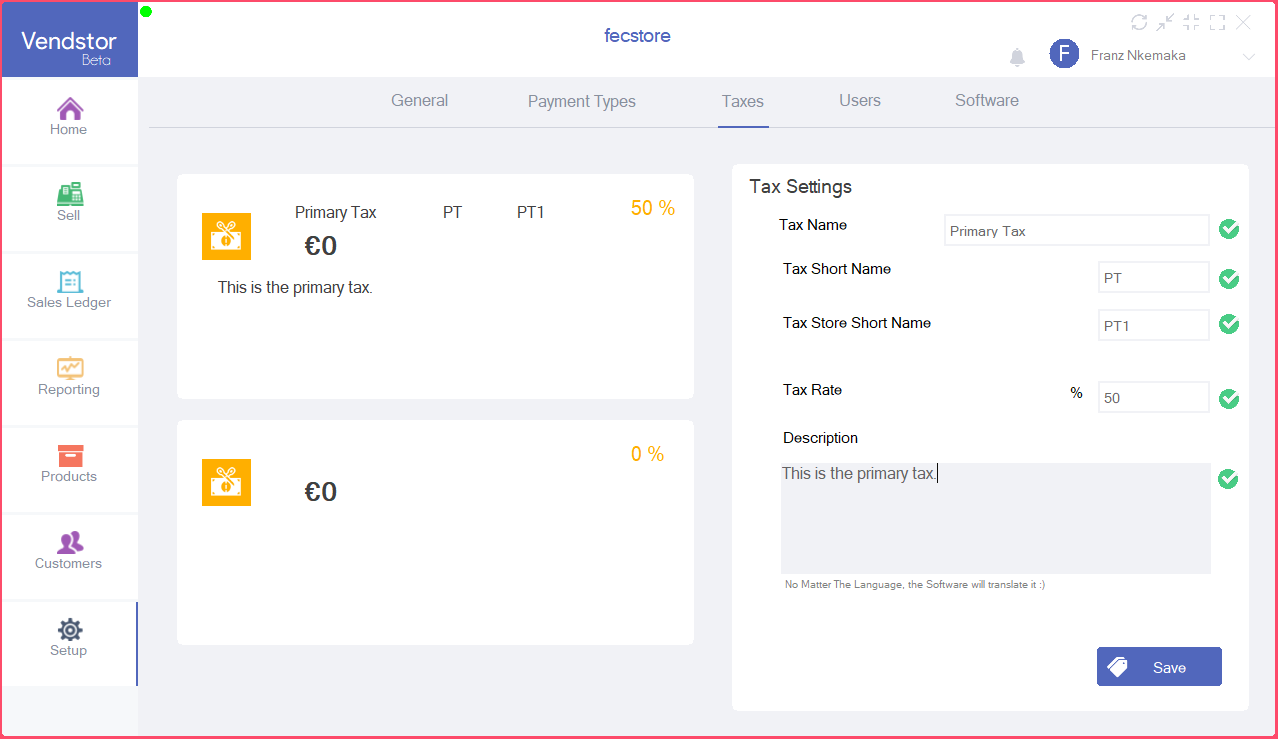 Vendstor
Beta
fecstore
F
Franz Nkemaka
Home
Sell
Sales Ledger
Reporting
Products
Customers
Setup
General
Payment Types
Taxes
Users
Software
Primary Tax PT PT1 50 %
€0
This is the primary tax.
0 %
€0
Tax Settings
Tax Name Primary Tax
Tax Short Name PT
Tax Store Short Name PT1
Tax Rate % 50
Description
This is the primary tax.
No Matter The Language, the Software will translate it :)
Save